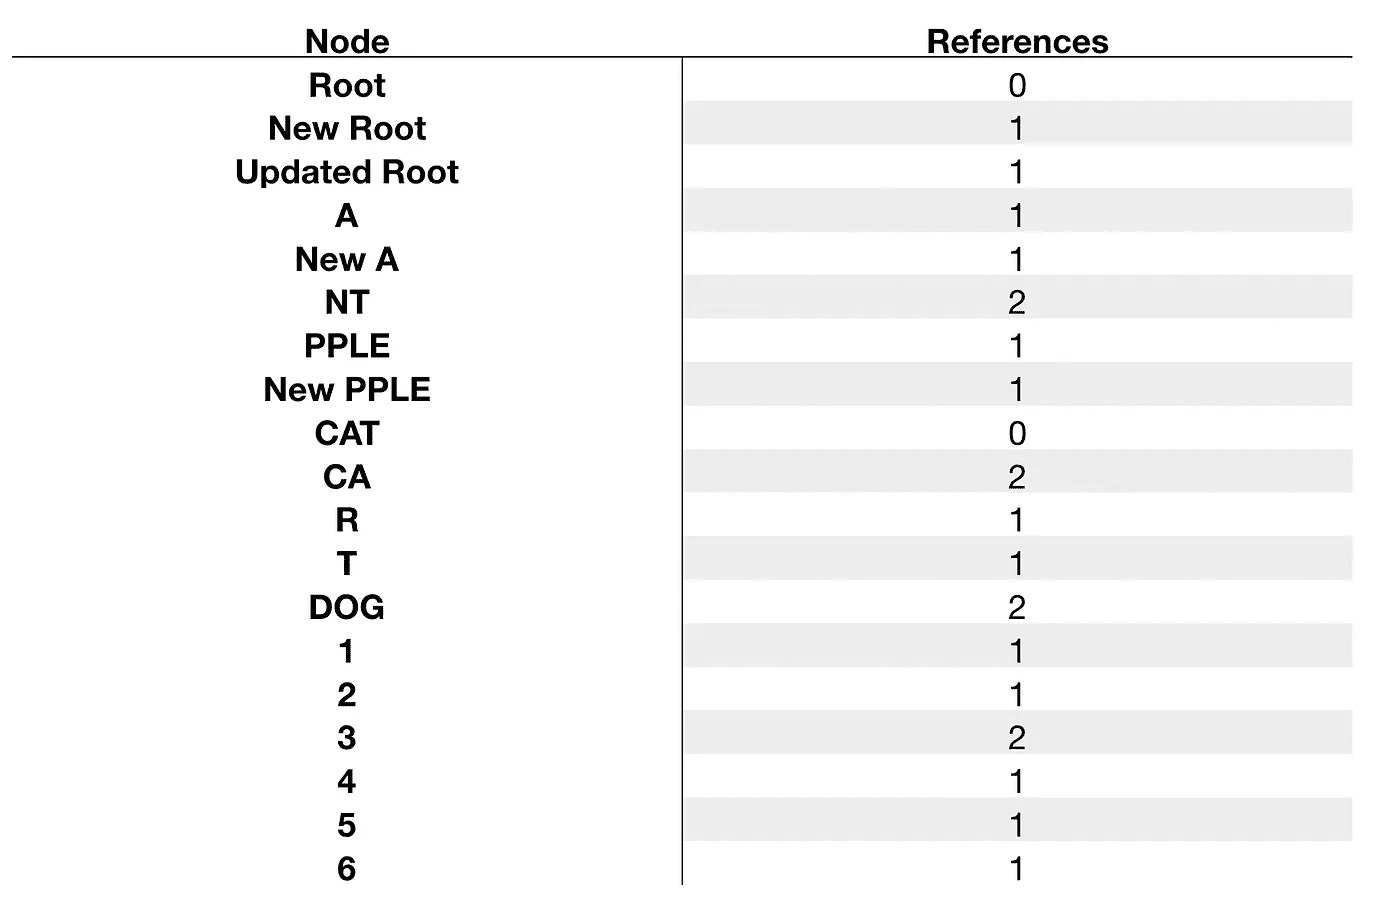 Node References
Root 0
New Root 1
Updated Root 1
A 1
New A 1
NT 2
PPLE 1
New PPLE 1
CAT 0
CA 2
R 1
T 1
DOG 2
1 1
2 1
3 2
4 1
5 1
6 1